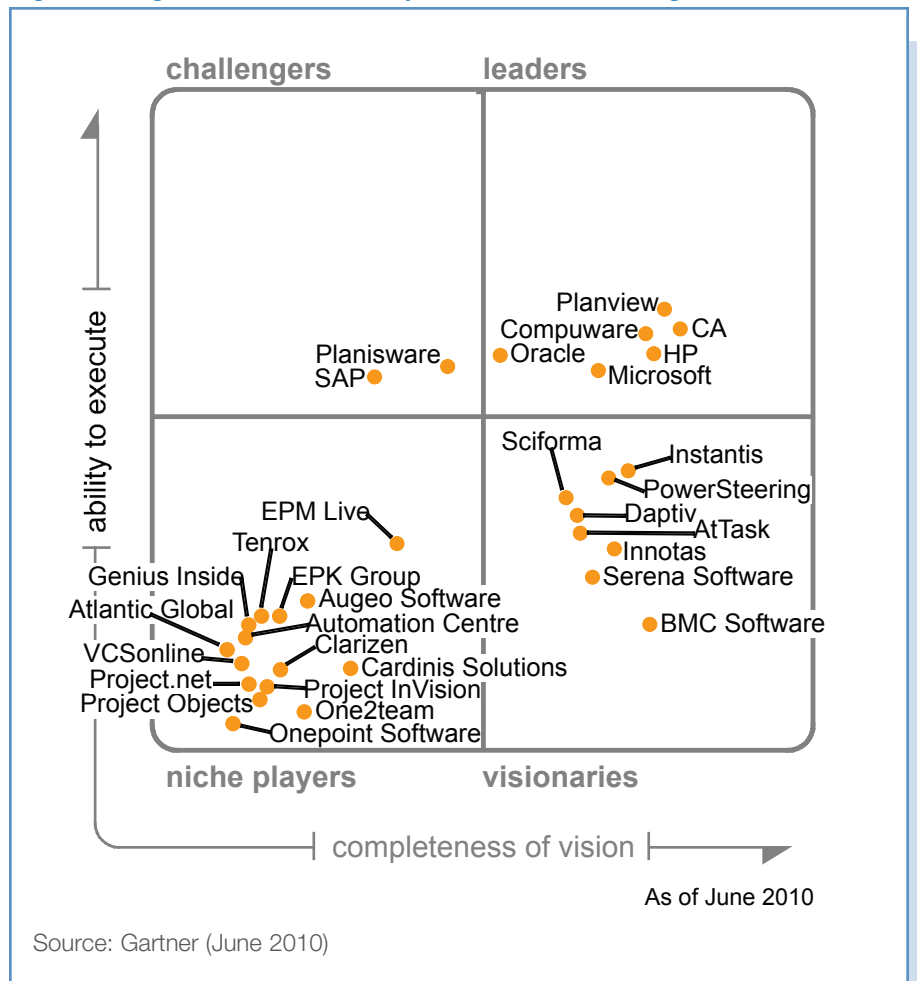 challengers
leaders
ability to execute
Planview
Compuware
CA
Oracle
HP
Microsoft
Planisware
SAP
Sciforma
Instantis
PowerSteering
Daptiv
AtTask
Innotas
Serena Software
BMC Software
EPM Live
Tenrox
Genius Inside
EPK Group
Augeo Software
Atlantic Global
Automation Centre
Clarizen
VCSonline
Cardinis Solutions
Project.net
Project InVision
Project Objects
One2team
Onepoint Software
niche players
visionaries
completeness of vision
As of June 2010
Source: Gartner (June 2010)